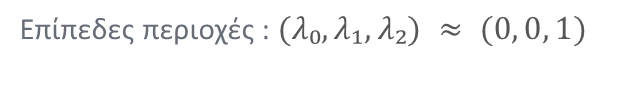 Επίπεδες περιοχές : (λ₀, λ₁, λ₂) ≈ (0, 0, 1)